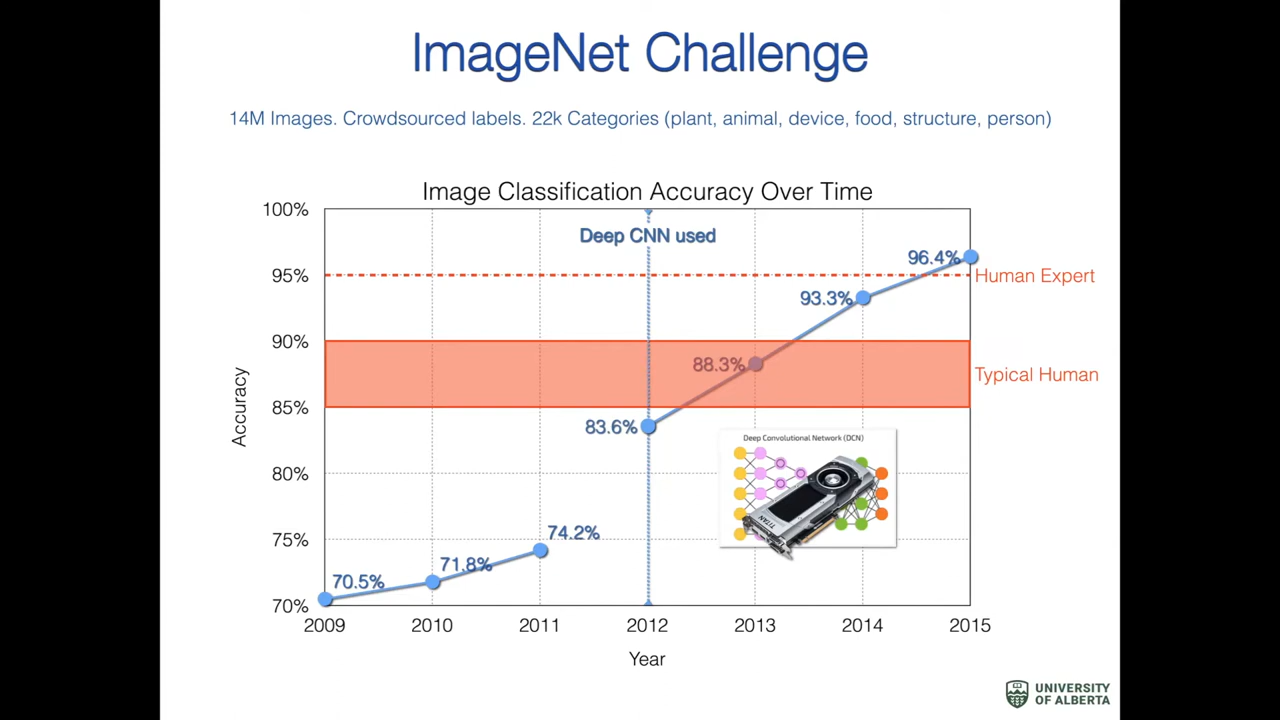 ImageNet Challenge
14M Images. Crowdsourced labels. 22k Categories (plant, animal, device, food, structure, person)
Image Classification Accuracy Over Time
100%
Deep CNN used
96.4%
95%
Human Expert
93.3%
90%
88.3%
Typical Human
Accuracy
85%
83.6%
Deep Convolutional Network (DCN)
80%
TITAN
75%
74.2%
71.8%
70.5%
70%
2009 2010 2011 2012 2013 2014 2015
Year
UNIVERSITY
OF ALBERTA